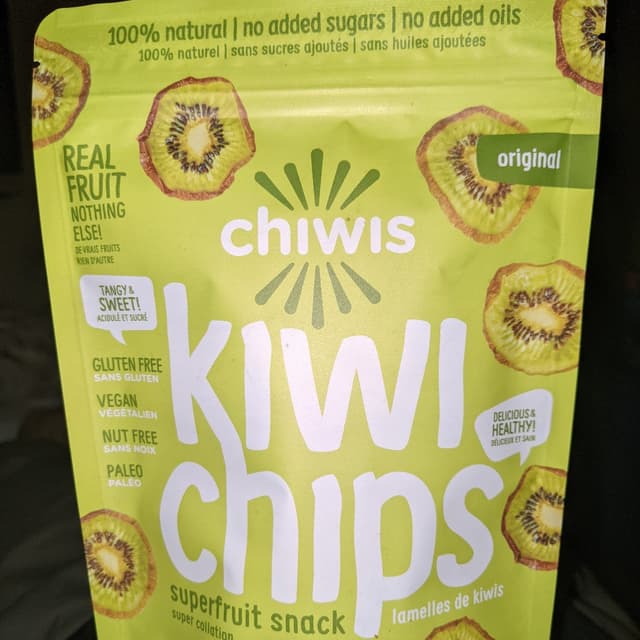 100% natural | no added sugars | no added oils
100% naturel | sans sucres ajoutés | sans huiles ajoutées
original
REAL
FRUIT
NOTHING
ELSE!
DE VRAIS FRUITS
RIEN D'AUTRE
chiwis
TANGY &
SWEET!
ACIDULÉ ET SUCRÉ
kiwi
chips
GLUTEN FREE
SANS GLUTEN
VEGAN
VÉGÉTALIEN
NUT FREE
SANS NOIX
PALEO
PALÉO
DELICIOUS &
HEALTHY!
DÉLICIEUX ET SAIN
superfruit snack
super collation
lamelles de kiwis